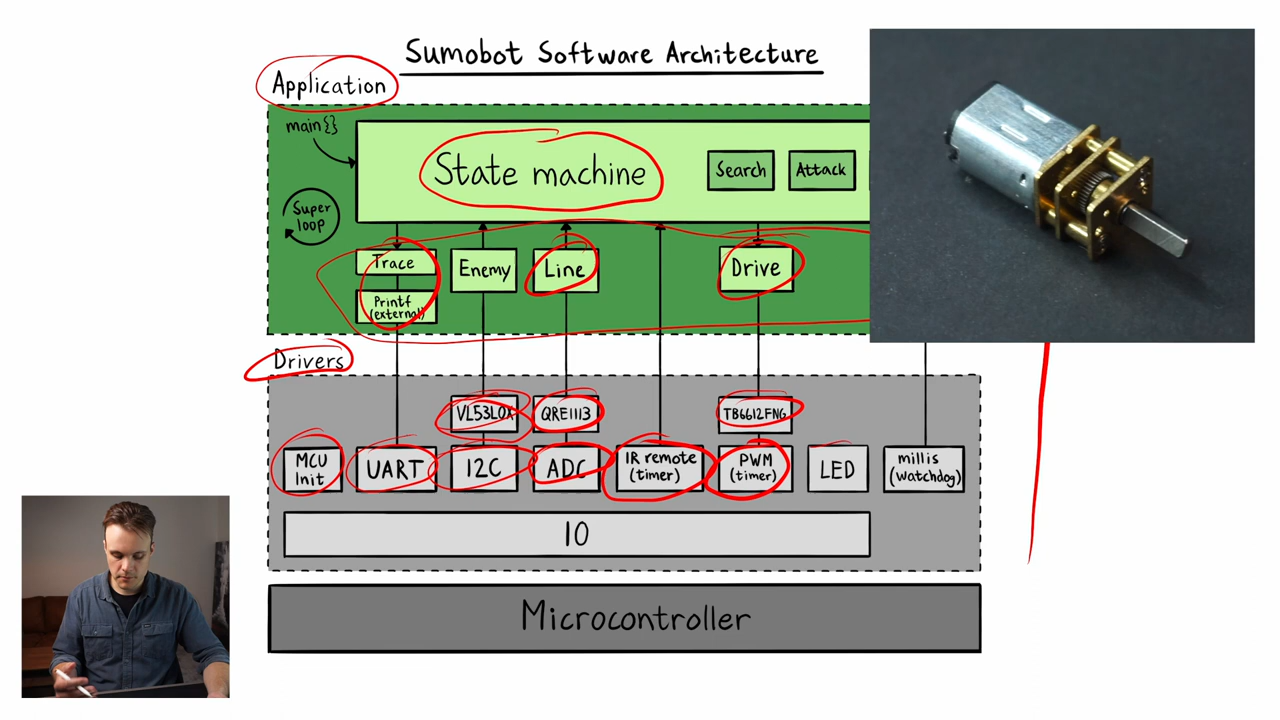 Sumobot Software Architecture
Application
main{}
State machine
Search
Attack
Super
loop
Trace
Enemy
Line
Drive
Printf
(external)
Drivers
VL53L0X
QRE1113
TB6612FNG
MCU
Init
UART
I2C
ADC
IR remote
(timer)
PWM
(timer)
LED
millis
(watchdog)
IO
Microcontroller